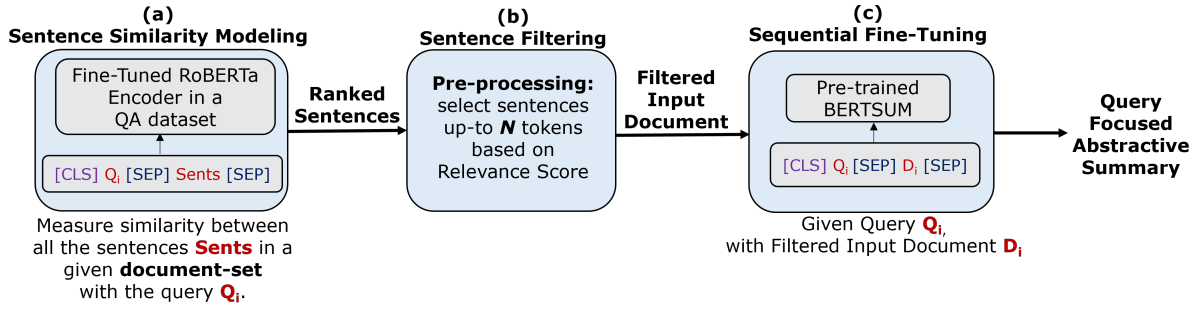 (a)
Sentence Similarity Modeling
Fine-Tuned RoBERTa
Encoder in a
QA dataset
[CLS] Qi [SEP] Sents [SEP]
Measure similarity between
all the sentences Sents in a
given document-set
with the query Qi.
Ranked
Sentences
(b)
Sentence Filtering
Pre-processing:
select sentences
up-to N tokens
based on
Relevance Score
Filtered
Input
Document
(c)
Sequential Fine-Tuning
Pre-trained
BERTSUM
[CLS] Qi [SEP] Di [SEP]
Given Query Qi,
with Filtered Input Document Di
Query
Focused
Abstractive
Summary